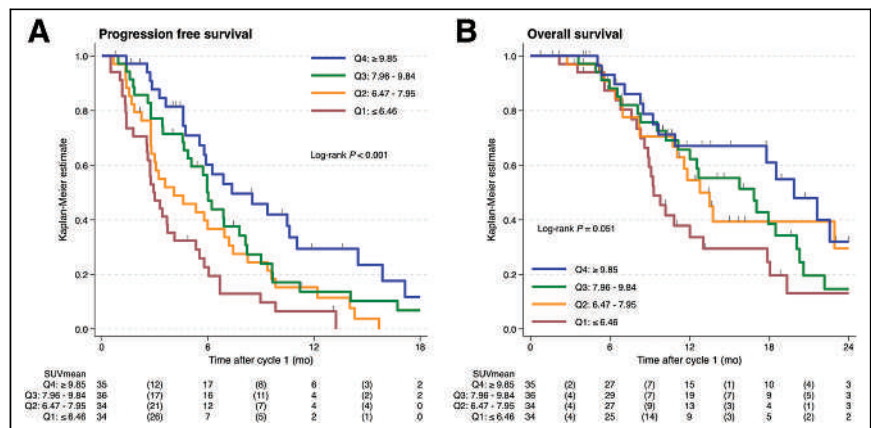 A Progression free survival
1.0
0.8
0.6
0.4
0.2
0.0
Kaplan-Meier estimate
Q4: ≥9.85
Q3: 7.96 - 9.84
Q2: 6.47 - 7.95
Q1: ≤6.46
Log-rank P < 0.001
0 6 12 18
Time after cycle 1 (mo)
SUVmean
Q4: ≥9.85 35 (12) 17 (8) 6 (3) 2
Q3: 7.96 - 9.84 36 (17) 16 (11) 4 (2) 2
Q2: 6.47 - 7.95 34 (21) 12 (7) 4 (4) 0
Q1: ≤6.46 34 (26) 7 (5) 2 (1) 0
B Overall survival
1.0
0.8
0.6
0.4
0.2
0.0
Kaplan-Meier estimate
Log-rank P = 0.051
Q4: ≥9.85
Q3: 7.96 - 9.84
Q2: 6.47 - 7.95
Q1: ≤6.46
0 6 12 18 24
Time after cycle 1 (mo)
SUVmean
Q4: ≥9.85 35 (2) 27 (7) 15 (1) 10 (4) 3
Q3: 7.96 - 9.84 36 (4) 29 (7) 19 (7) 9 (5) 3
Q2: 6.47 - 7.95 34 (4) 27 (9) 13 (3) 4 (1) 3
Q1: ≤6.46 34 (4) 25 (14) 9 (3) 5 (2) 2